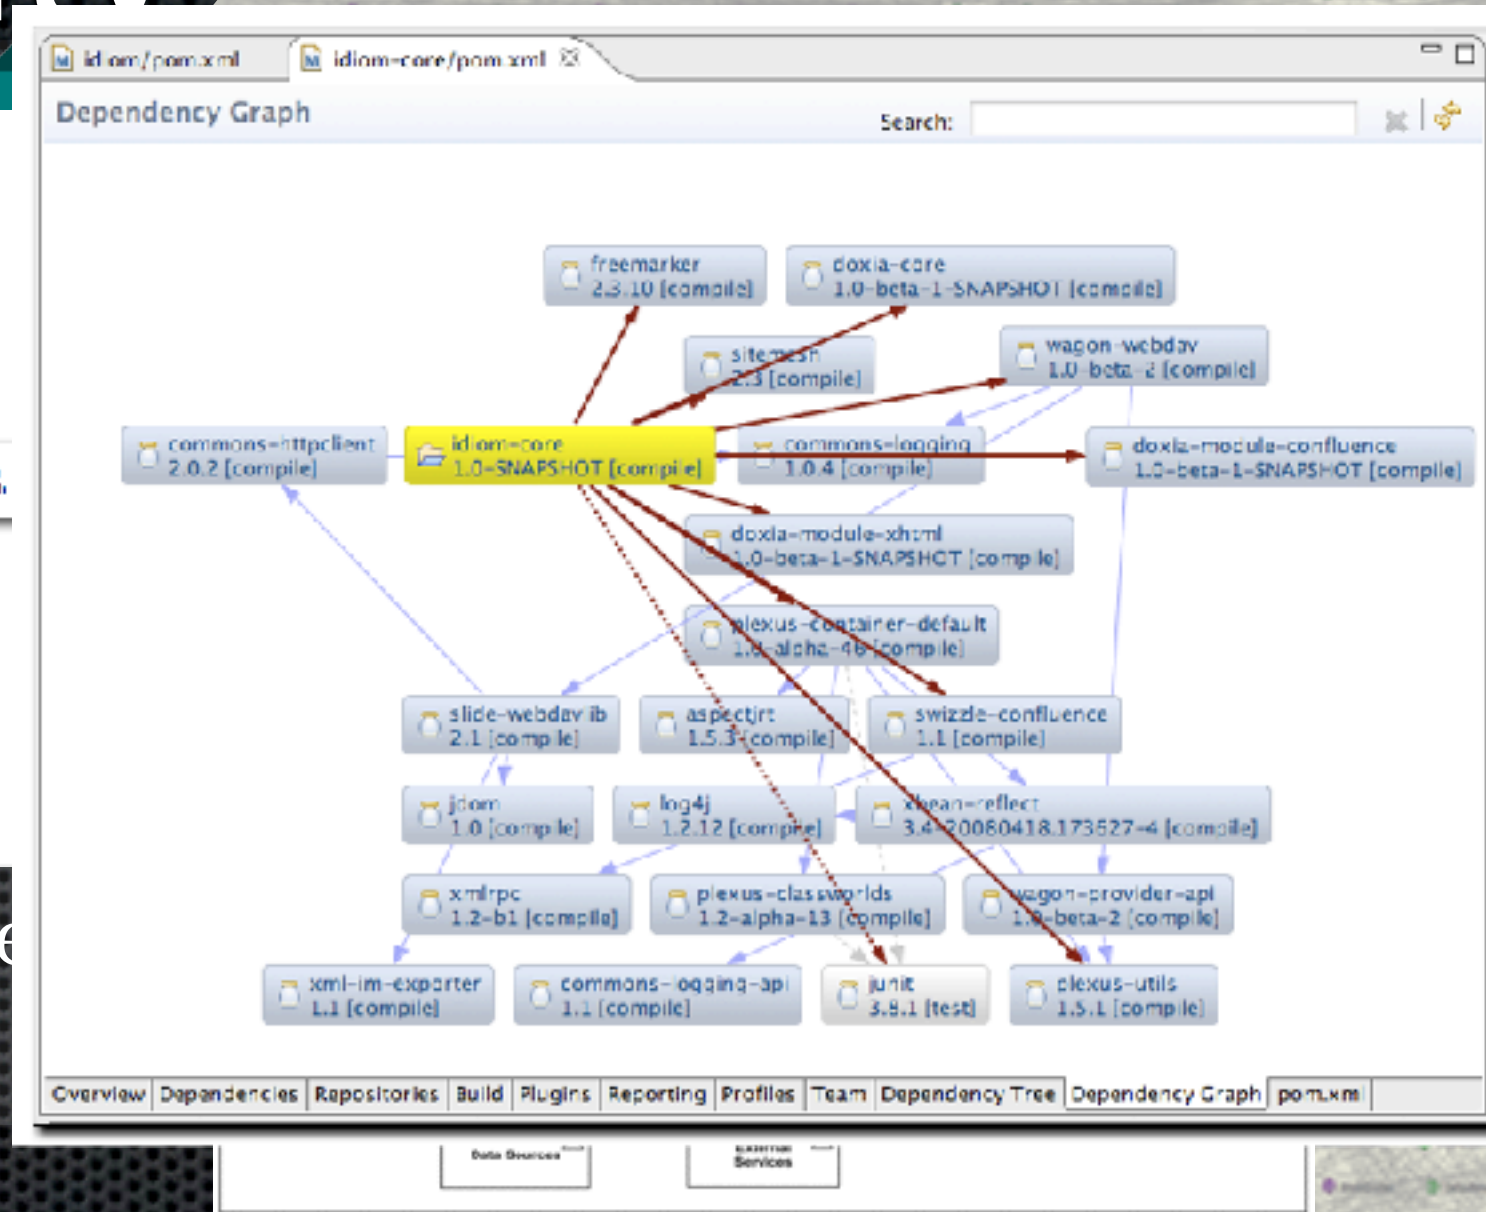 idiom/pom.xml
idiom-core/pom.xml
Dependency Graph
Search:
freemarker
2.3.10 [compile]
doxia-core
1.0-beta-1-SNAPSHOT [compile]
sitemesh
2.3 [compile]
wagon-webdav
1.0-beta-2 [compile]
commons-httpclient
2.0.2 [compile]
idiom-core
1.0-SNAPSHOT [compile]
commons-logging
1.0.4 [compile]
doxia-module-confluence
1.0-beta-1-SNAPSHOT [compile]
doxia-module-xhtml
1.0-beta-1-SNAPSHOT [compile]
plexus-container-default
[compile]
slide-webdavlib
2.1 [compile]
aspectjrt
1.5.3 [compile]
swizzle-confluence
1.1 [compile]
jdom
1.0 [compile]
log4j
1.2.12 [compile]
xbean-reflect
[compile]
xmlrpc
1.2-b1 [compile]
plexus-classworlds
1.2-alpha-13 [compile]
wagon-provider-api
1.0-beta-2 [compile]
xml-im-exporter
1.1 [compile]
commons-logging-api
1.1 [compile]
junit
3.8.1 [test]
plexus-utils
1.5.1 [compile]
Overview Dependencies Repositories Build Plugins Reporting Profiles Team Dependency Tree Dependency Graph pom.xml
Data Sources
External
Services